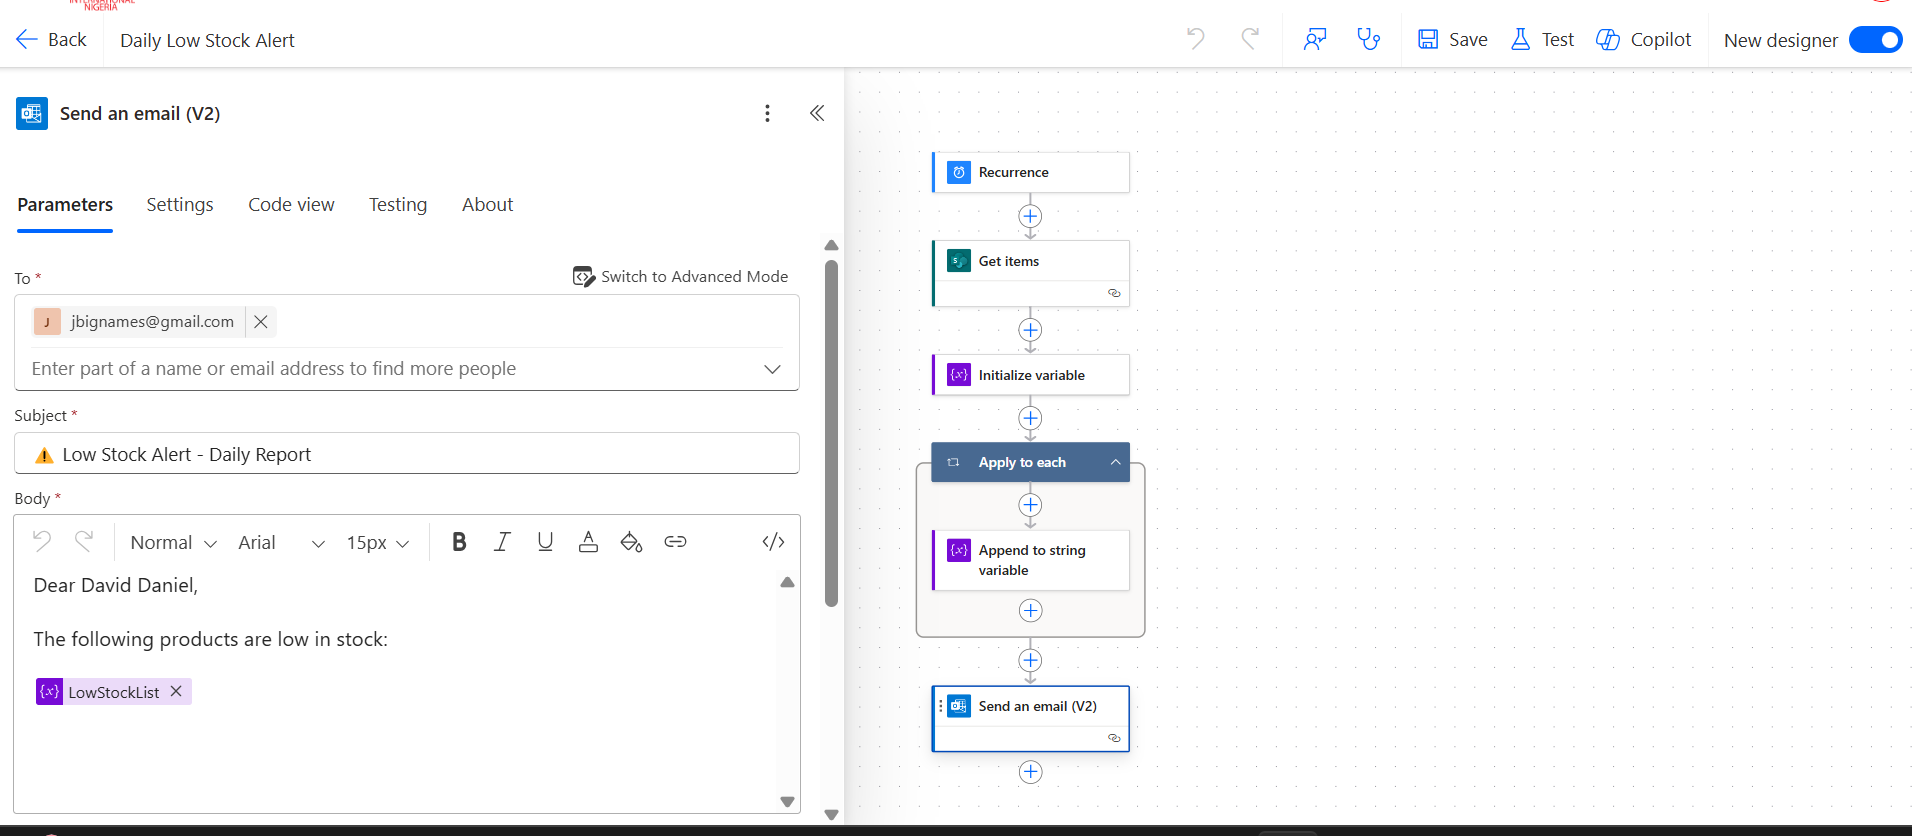 NIGERIA
Back
Daily Low Stock Alert
Save
Test
Copilot
New designer
Send an email (V2)
Parameters
Settings
Code view
Testing
About
To *
Switch to Advanced Mode
J
jbignames@gmail.com
Enter part of a name or email address to find more people
Subject *
Low Stock Alert - Daily Report
Body *
Normal
Arial
15px
B
I
U
A
</>
Dear David Daniel,
The following products are low in stock:
{x} LowStockList
Recurrence
S
Get items
{x} Initialize variable
Apply to each
{x} Append to string
variable
Send an email (V2)